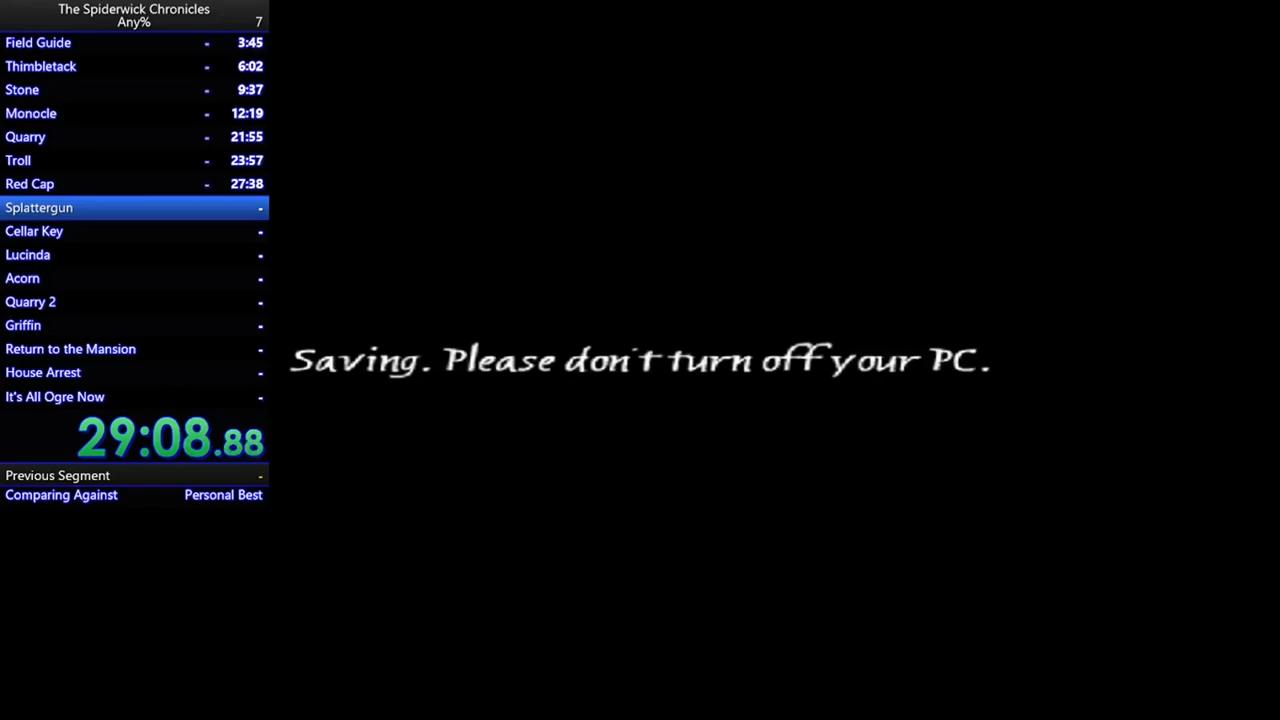 The Spiderwick Chronicles
Any% 7
Field Guide - 3:45
Thimbletack - 6:02
Stone - 9:37
Monocle - 12:19
Quarry - 21:55
Troll - 23:57
Red Cap - 27:38
Splattergun -
Cellar Key -
Lucinda -
Acorn -
Quarry 2 -
Griffin -
Return to the Mansion -
House Arrest -
It's All Ogre Now -
29:08.88
Previous Segment -
Comparing Against Personal Best
Saving. Please don't turn off your PC.